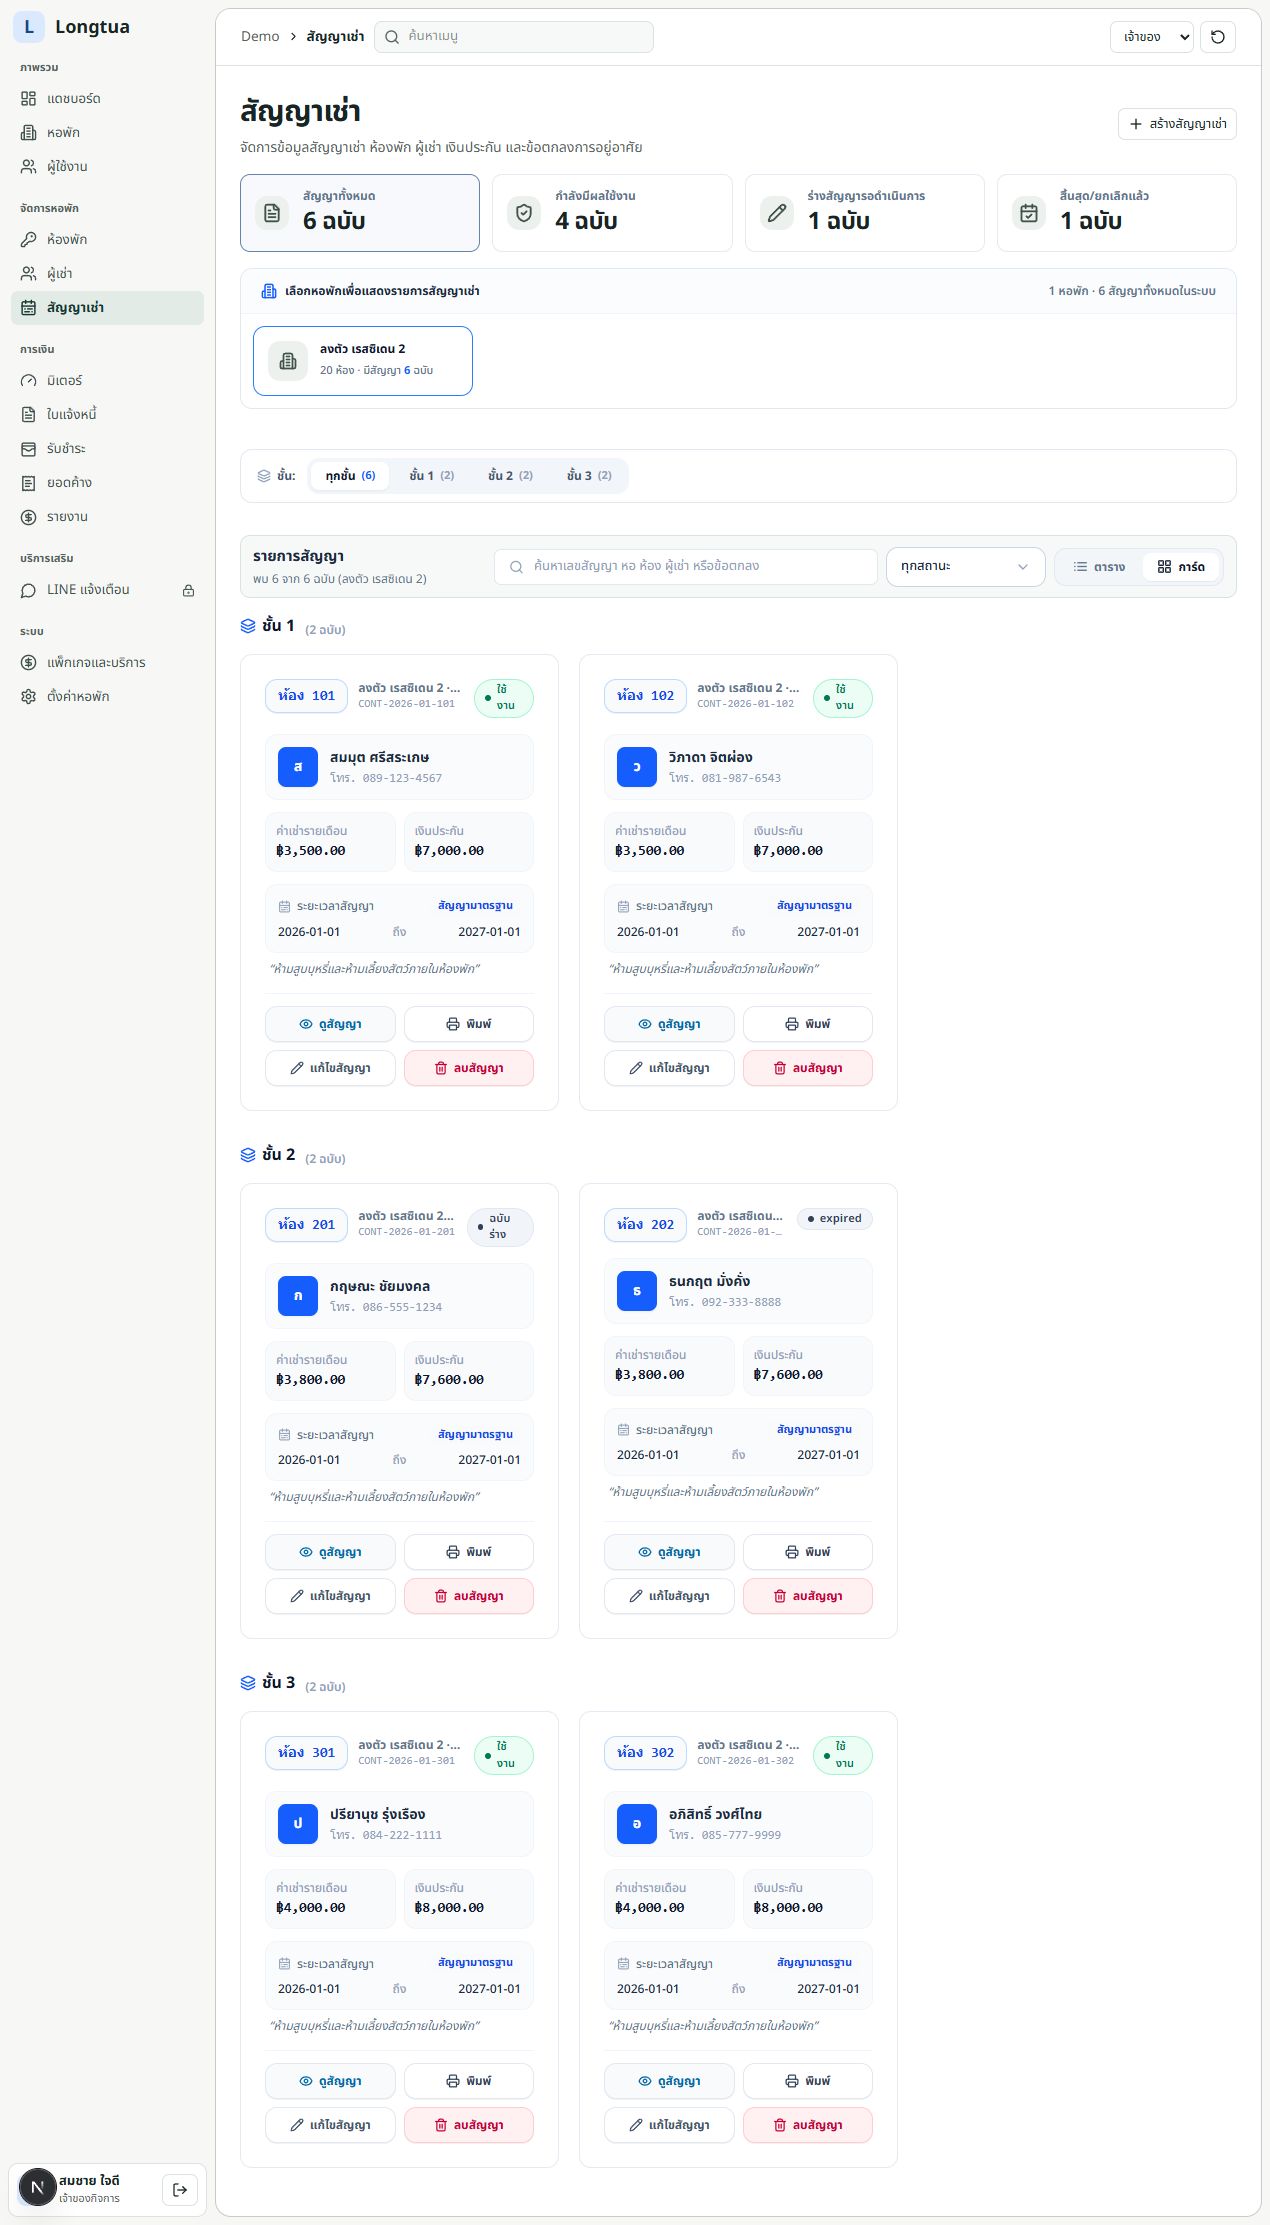 L Longtua
ภาพรวม
แดชบอร์ด
หอพัก
ผู้ใช้งาน
จัดการหอพัก
ห้องพัก
ผู้เช่า
สัญญาเช่า
การเงิน
มิเตอร์
ใบแจ้งหนี้
รับชำระ
ยอดค้าง
รายงาน
บริการเสริม
LINE แจ้งเตือน
ระบบ
แพ็กเกจและบริการ
ตั้งค่าหอพัก
N สมชาย ใจดี
เจ้าของกิจการ
Demo > สัญญาเช่า ค้นหาเมนู เจ้าของ
สัญญาเช่า
จัดการข้อมูลสัญญาเช่า ห้องพัก ผู้เช่า เงินประกัน และข้อตกลงการอยู่อาศัย
+ สร้างสัญญาเช่า
สัญญาทั้งหมด
6 ฉบับ
กำลังมีผลใช้งาน
4 ฉบับ
ร่างสัญญารอดำเนินการ
1 ฉบับ
สิ้นสุด/ยกเลิกแล้ว
1 ฉบับ
เลือกหอพักเพื่อแสดงรายการสัญญาเช่า
1 หอพัก · 6 สัญญาทั้งหมดในระบบ
ลงตัว เรสซิเดน 2
20 ห้อง · มีสัญญา 6 ฉบับ
ชั้น: ทุกชั้น (6) ชั้น 1 (2) ชั้น 2 (2) ชั้น 3 (2)
รายการสัญญา
พบ 6 จาก 6 ฉบับ (ลงตัว เรสซิเดน 2)
ค้นหาเลขสัญญา หอ ห้อง ผู้เช่า หรือข้อตกลง
ทุกสถานะ
ตาราง การ์ด
ชั้น 1 (2 ฉบับ)
ห้อง 101
ลงตัว เรสซิเดน 2 ·...
CONT-2026-01-101
ใช้
งาน
ส สมมุต ศรีสระเกษ
โทร. 089-123-4567
ค่าเช่ารายเดือน
฿3,500.00
เงินประกัน
฿7,000.00
ระยะเวลาสัญญา สัญญามาตรฐาน
2026-01-01 ถึง 2027-01-01
“ห้ามสูบบุหรี่และห้ามเลี้ยงสัตว์ภายในห้องพัก”
ดูสัญญา พิมพ์
แก้ไขสัญญา ลบสัญญา
ห้อง 102
ลงตัว เรสซิเดน 2 ·...
CONT-2026-01-102
ใช้
งาน
ว วิภาดา จิตผ่อง
โทร. 081-987-6543
ค่าเช่ารายเดือน
฿3,500.00
เงินประกัน
฿7,000.00
ระยะเวลาสัญญา สัญญามาตรฐาน
2026-01-01 ถึง 2027-01-01
“ห้ามสูบบุหรี่และห้ามเลี้ยงสัตว์ภายในห้องพัก”
ดูสัญญา พิมพ์
แก้ไขสัญญา ลบสัญญา
ชั้น 2 (2 ฉบับ)
ห้อง 201
ลงตัว เรสซิเดน 2...
CONT-2026-01-201
ฉบับ
ร่าง
ก กฤษณะ ชัยมงคล
โทร. 086-555-1234
ค่าเช่ารายเดือน
฿3,800.00
เงินประกัน
฿7,600.00
ระยะเวลาสัญญา สัญญามาตรฐาน
2026-01-01 ถึง 2027-01-01
“ห้ามสูบบุหรี่และห้ามเลี้ยงสัตว์ภายในห้องพัก”
ดูสัญญา พิมพ์
แก้ไขสัญญา ลบสัญญา
ห้อง 202
ลงตัว เรสซิเดน...
CONT-2026-01-…
expired
ธ ธนกฤต มั่งคั่ง
โทร. 092-333-8888
ค่าเช่ารายเดือน
฿3,800.00
เงินประกัน
฿7,600.00
ระยะเวลาสัญญา สัญญามาตรฐาน
2026-01-01 ถึง 2027-01-01
“ห้ามสูบบุหรี่และห้ามเลี้ยงสัตว์ภายในห้องพัก”
ดูสัญญา พิมพ์
แก้ไขสัญญา ลบสัญญา
ชั้น 3 (2 ฉบับ)
ห้อง 301
ลงตัว เรสซิเดน 2 ·...
CONT-2026-01-301
ใช้
งาน
ป ปรียานุช รุ่งเรือง
โทร. 084-222-1111
ค่าเช่ารายเดือน
฿4,000.00
เงินประกัน
฿8,000.00
ระยะเวลาสัญญา สัญญามาตรฐาน
2026-01-01 ถึง 2027-01-01
“ห้ามสูบบุหรี่และห้ามเลี้ยงสัตว์ภายในห้องพัก”
ดูสัญญา พิมพ์
แก้ไขสัญญา ลบสัญญา
ห้อง 302
ลงตัว เรสซิเดน 2 ·...
CONT-2026-01-302
ใช้
งาน
อ อภิสิทธิ์ วงศ์ไทย
โทร. 085-777-9999
ค่าเช่ารายเดือน
฿4,000.00
เงินประกัน
฿8,000.00
ระยะเวลาสัญญา สัญญามาตรฐาน
2026-01-01 ถึง 2027-01-01
“ห้ามสูบบุหรี่และห้ามเลี้ยงสัตว์ภายในห้องพัก”
ดูสัญญา พิมพ์
แก้ไขสัญญา ลบสัญญา